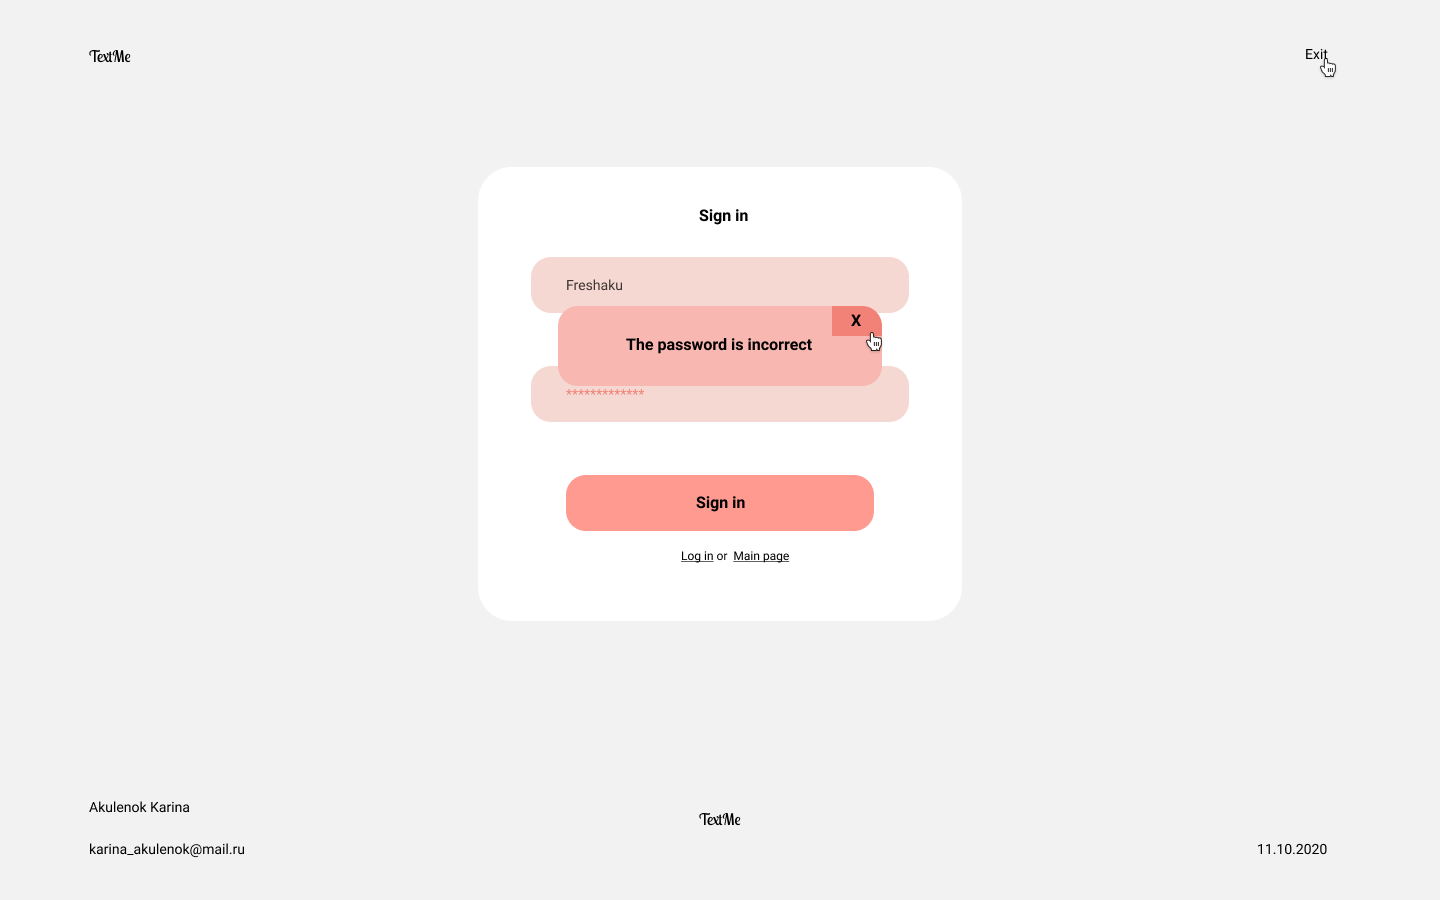 TextMe
Exit
Sign in
Freshaku
X
The password is incorrect
*************
Sign in
Log in or Main page
Akulenok Karina
TextMe
karina_akulenok@mail.ru
11.10.2020